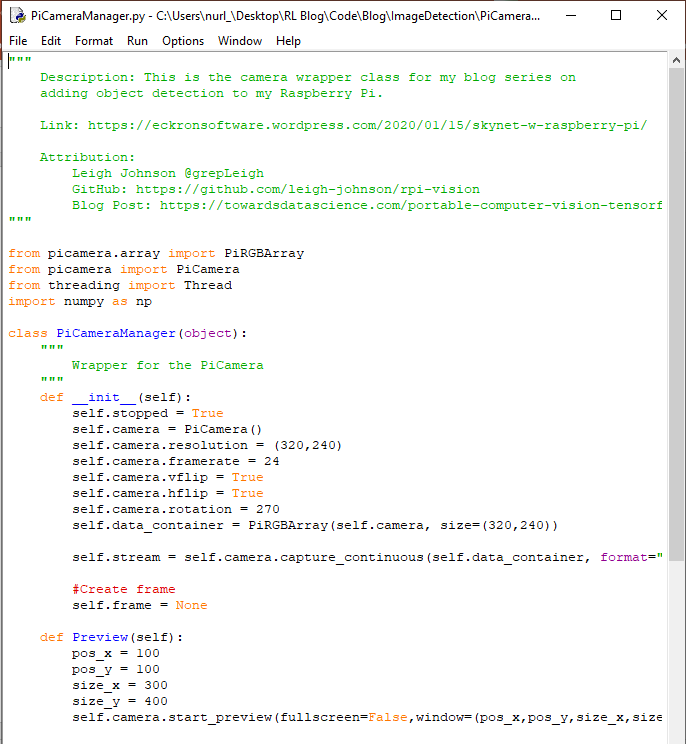 PiCameraManager.py - C:\Users\nurl_\Desktop\RL Blog\Code\Blog\ImageDetection\PiCamera...
File Edit Format Run Options Window Help
"""
    Description: This is the camera wrapper class for my blog series on
    adding object detection to my Raspberry Pi.

    Link: https://eckronsoftware.wordpress.com/2020/01/15/skynet-w-raspberry-pi/

    Attribution:
        Leigh Johnson @grepLeigh
        GitHub: https://github.com/leigh-johnson/rpi-vision
        Blog Post: https://towardsdatascience.com/portable-computer-vision-tensorf
"""

from picamera.array import PiRGBArray
from picamera import PiCamera
from threading import Thread
import numpy as np

class PiCameraManager(object):
    """
        Wrapper for the PiCamera
    """
    def __init__(self):
        self.stopped = True
        self.camera = PiCamera()
        self.camera.resolution = (320,240)
        self.camera.framerate = 24
        self.camera.vflip = True
        self.camera.hflip = True
        self.camera.rotation = 270
        self.data_container = PiRGBArray(self.camera, size=(320,240))

        self.stream = self.camera.capture_continuous(self.data_container, format="

        #Create frame
        self.frame = None

    def Preview(self):
        pos_x = 100
        pos_y = 100
        size_x = 300
        size_y = 400
        self.camera.start_preview(fullscreen=False,window=(pos_x,pos_y,size_x,size